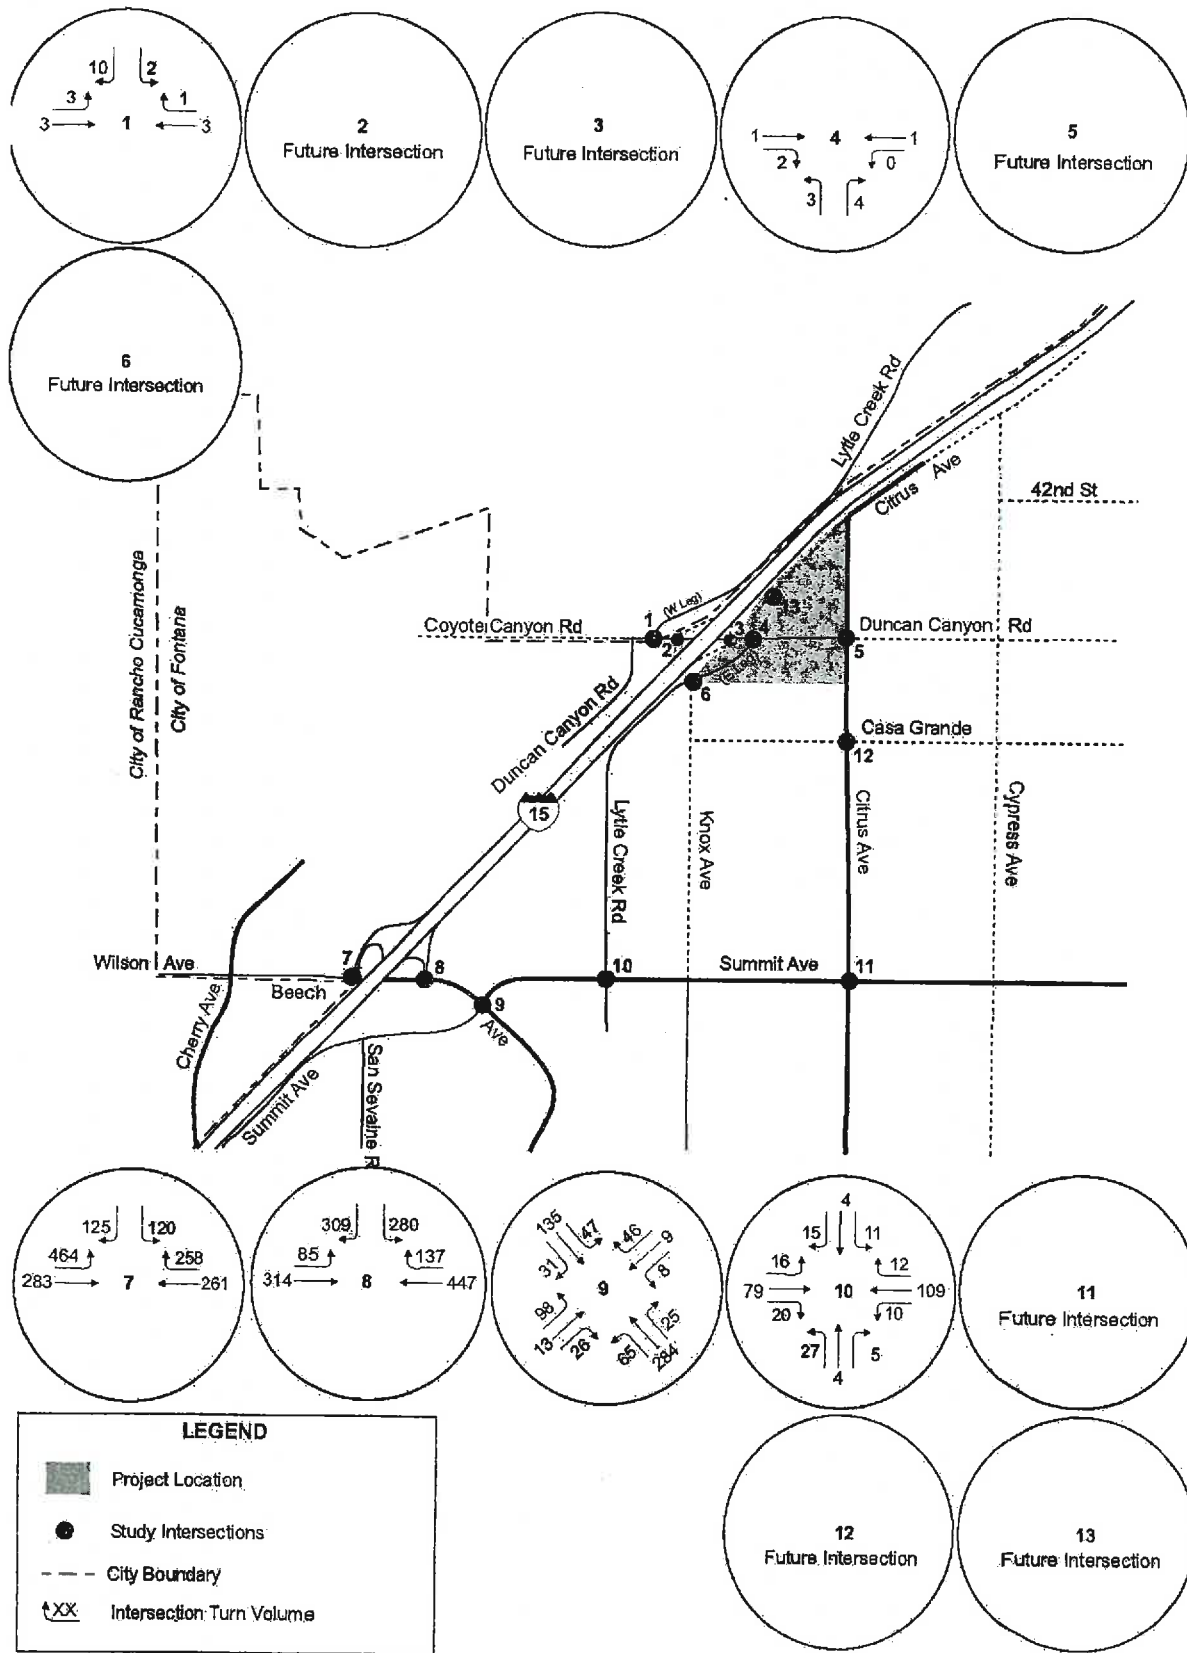 10 2
3 1
3 1 3
2
Future Intersection
3
Future Intersection
1 4 1
2 0
3 4
5
Future Intersection
6
Future Intersection
Lytle Creek Rd
Citrus Ave
42nd St
City of Rancho Cucamonga
City of Fontana
(W Leg)
13
Coyote Canyon Rd
1
2
3
4
Duncan Canyon Rd
5
6
Duncan Canyon Rd
Casa Grande
12
15
Lytle Creek Rd
Knox Ave
Citrus Ave
Cypress Ave
Wilson Ave
7
8
10
Summit Ave
11
Beech
9
Ave
Cherry Ave
Summit Ave
San Sevaine R
125 120
464 258
283 7 261
309 280
85 137
314 8 447
135 47 46 9
31 8
9
98 25
13 26 65 284
4
15 11
16 12
79 10 109
20 10
27 5
4
11
Future Intersection
LEGEND
Project Location
Study Intersections
City Boundary
XX Intersection Turn Volume
12
Future Intersection
13
Future Intersection